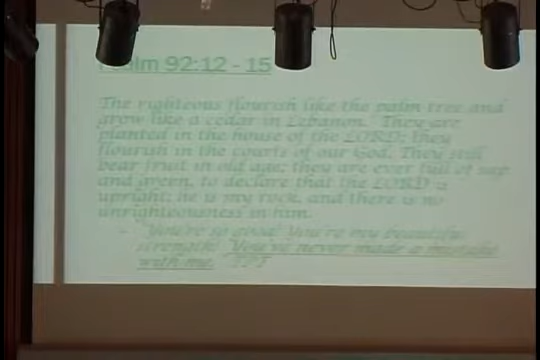 Psalm 92:12 - 15
The righteous flourish like the palm tree and
grow like a cedar in Lebanon. They are
planted in the house of the LORD; they
flourish in the courts of our God. They still
bear fruit in old age; they are ever full of sap
and green, to declare that the LORD is
upright; he is my rock, and there is no
unrighteousness in him.
- "You're so good! You're my beautiful
strength! You've never made a mistake
with me." TPT